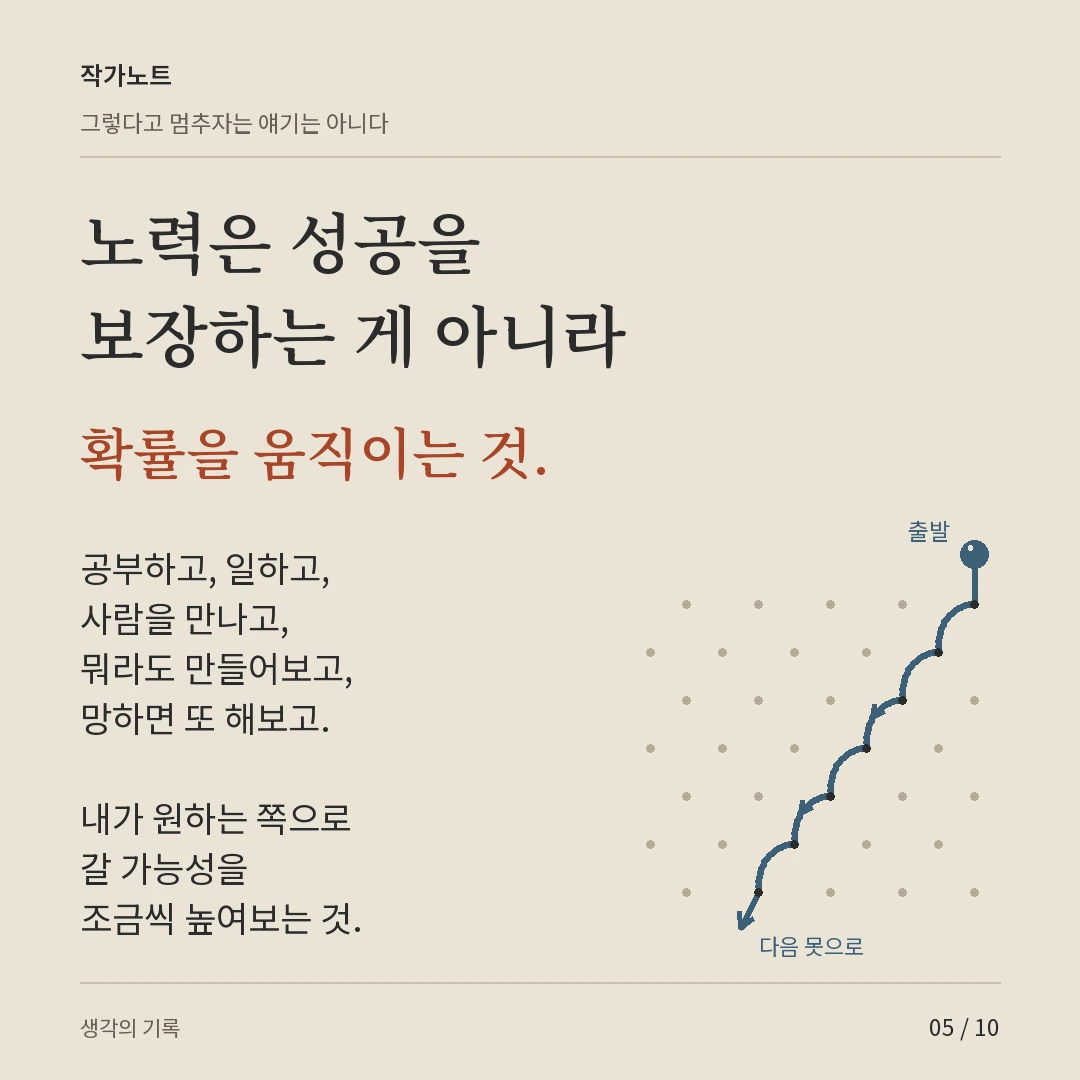 작가노트
그렇다고 멈추자는 얘기는 아니다
노력은 성공을
보장하는 게 아니라
확률을 움직이는 것.
공부하고, 일하고,
사람을 만나고,
뭐라도 만들어보고,
망하면 또 해보고.
내가 원하는 쪽으로
갈 가능성을
조금씩 높여보는 것.
출발
다음 못으로
생각의 기록
05 / 10